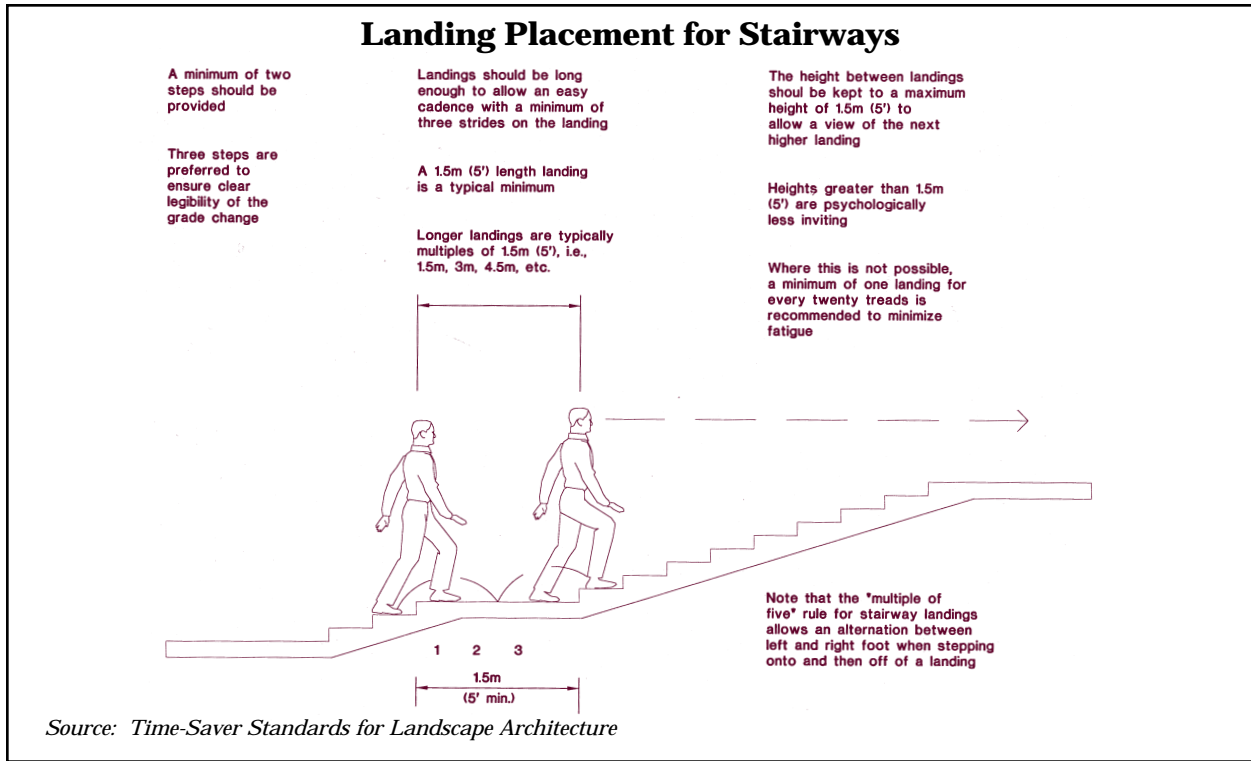 Landing Placement for Stairways
A minimum of two
steps should be
provided
Three steps are
preferred to
ensure clear
legibility of the
grade change
Landings should be long
enough to allow an easy
cadence with a minimum of
three strides on the landing
A 1.5m (5') length landing
is a typical minimum
Longer landings are typically
multiples of 1.5m (5'), i.e.,
1.5m, 3m, 4.5m, etc.
The height between landings
shoul be kept to a maximum
height of 1.5m (5') to
allow a view of the next
higher landing
Heights greater than 1.5m
(5') are psychologically
less inviting
Where this is not possible,
a minimum of one landing for
every twenty treads is
recommended to minimize
fatigue
Note that the "multiple of
five" rule for stairway landings
allows an alternation between
left and right foot when stepping
onto and then off of a landing
1 2 3
1.5m
(5' min.)
Source: Time-Saver Standards for Landscape Architecture